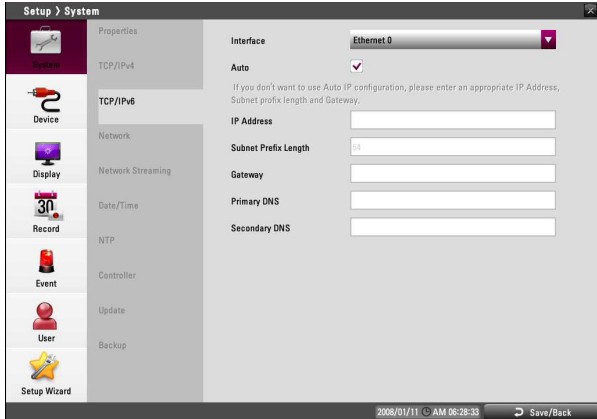 Setup > System
System
Device
Display
30
Record
Event
User
Setup Wizard
Properties
TCP/IPv4
TCP/IPv6
Network
Network Streaming
Date/Time
NTP
Controller
Update
Backup
Interface
Ethernet 0
Auto
If you don't want to use Auto IP configuration, please enter an appropriate IP Address,
Subnet profix length and Gateway,
IP Address
Subnet Prefix Length
64
Gateway
Primary DNS
Secondary DNS
2008/01/11 AM 06:28:33
Save/Back